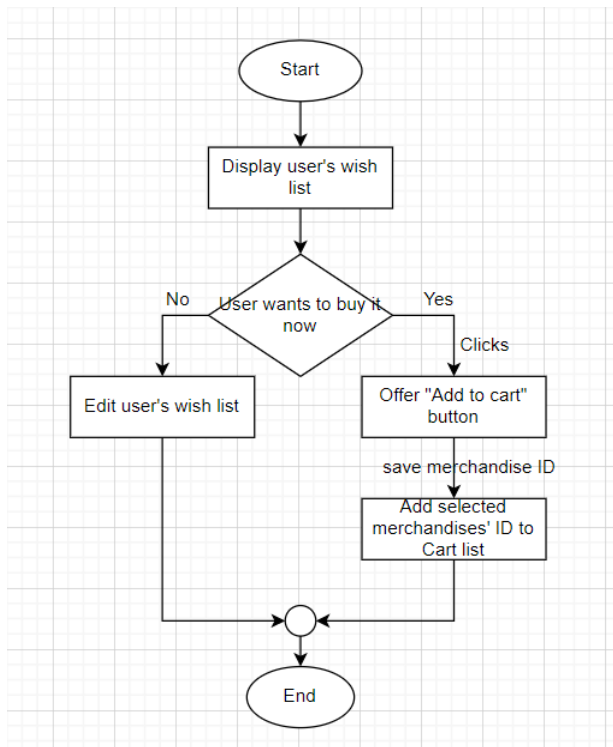 Start
Display user's wish
list
User wants to buy it
now
No
Yes
Clicks
Edit user's wish list
Offer "Add to cart"
button
save merchandise ID
Add selected
merchandises' ID to
Cart list
End